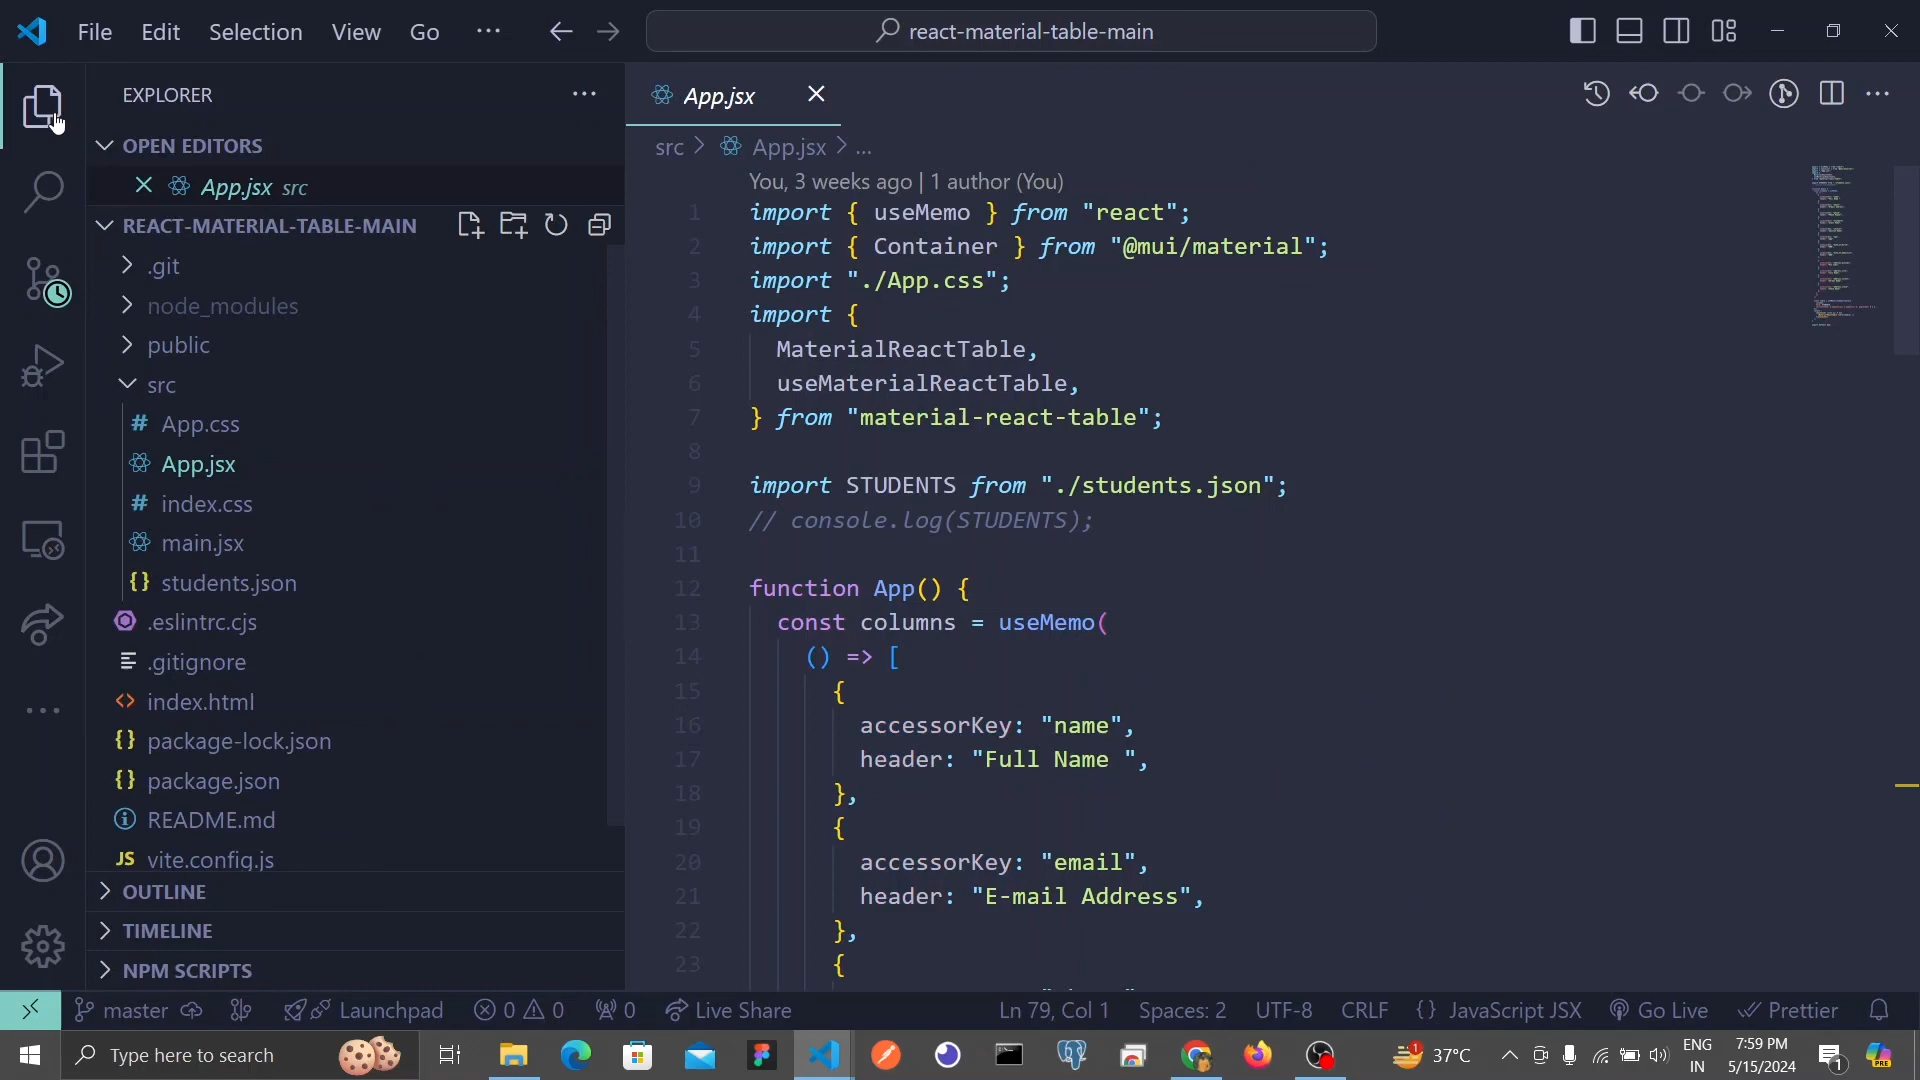 File Edit Selection View Go ··· react-material-table-main
EXPLORER
OPEN EDITORS
App.jsx src
REACT-MATERIAL-TABLE-MAIN
.git
node_modules
public
src
App.css
App.jsx
index.css
main.jsx
students.json
.eslintrc.cjs
.gitignore
index.html
package-lock.json
package.json
README.md
vite.config.js
OUTLINE
TIMELINE
NPM SCRIPTS
App.jsx
src > App.jsx > ...
You, 3 weeks ago | 1 author (You)
1 import { useMemo } from "react";
2 import { Container } from "@mui/material";
3 import "./App.css";
4 import {
5 MaterialReactTable,
6 useMaterialReactTable,
7 } from "material-react-table";
8
9 import STUDENTS from "./students.json";
10 // console.log(STUDENTS);
11
12 function App() {
13 const columns = useMemo(
14 () => [
15 {
16 accessorKey: "name",
17 header: "Full Name ",
18 },
19 {
20 accessorKey: "email",
21 header: "E-mail Address",
22 },
23 {
master Launchpad 0 0 0 Live Share Ln 79, Col 1 Spaces: 2 UTF-8 CRLF {} JavaScript JSX Go Live Prettier
Type here to search 1 37°C ENG IN 7:59 PM 5/15/2024 1 PRE